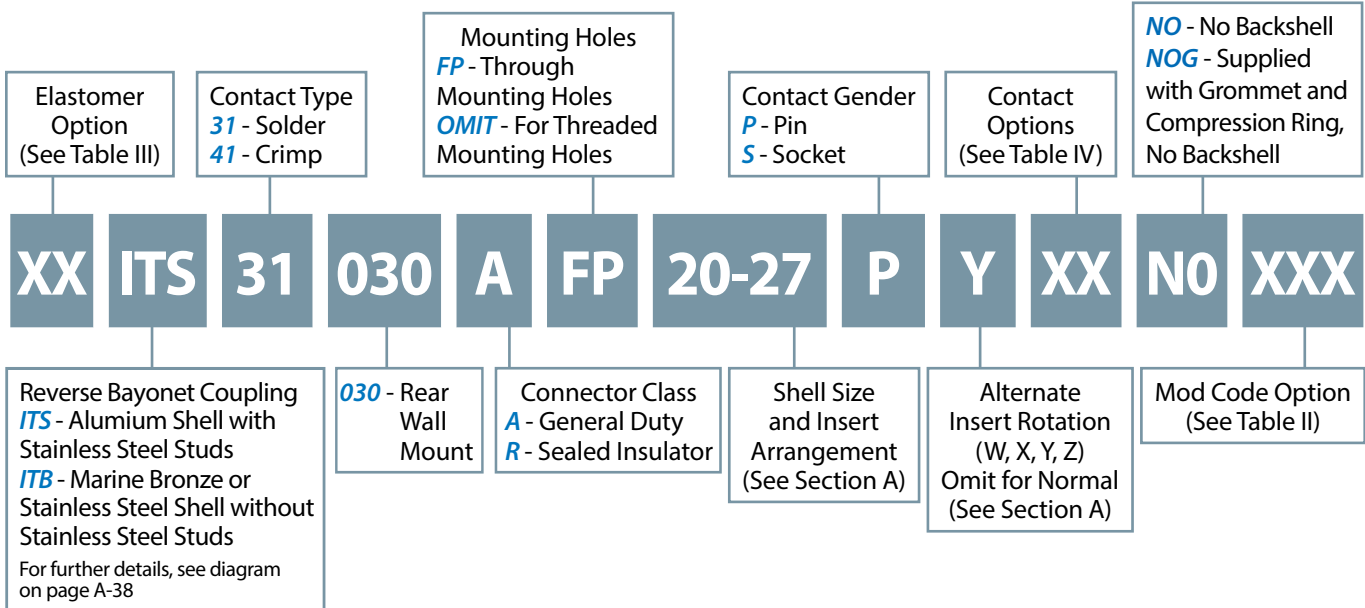 Elastomer
Option
(See Table III)
Contact Type
31 - Solder
41 - Crimp
Mounting Holes
FP - Through
Mounting Holes
OMIT - For Threaded
Mounting Holes
Contact Gender
P - Pin
S - Socket
Contact
Options
(See Table IV)
NO - No Backshell
NOG - Supplied
with Grommet and
Compression Ring,
No Backshell
XX ITS 31 030 A FP 20-27 P Y XX N0 XXX
Reverse Bayonet Coupling
ITS - Alumium Shell with
Stainless Steel Studs
ITB - Marine Bronze or
Stainless Steel Shell without
Stainless Steel Studs
For further details, see diagram
on page A-38
030 - Rear
Wall
Mount
Connector Class
A - General Duty
R - Sealed Insulator
Shell Size
and Insert
Arrangement
(See Section A)
Alternate
Insert Rotation
(W, X, Y, Z)
Omit for Normal
(See Section A)
Mod Code Option
(See Table II)